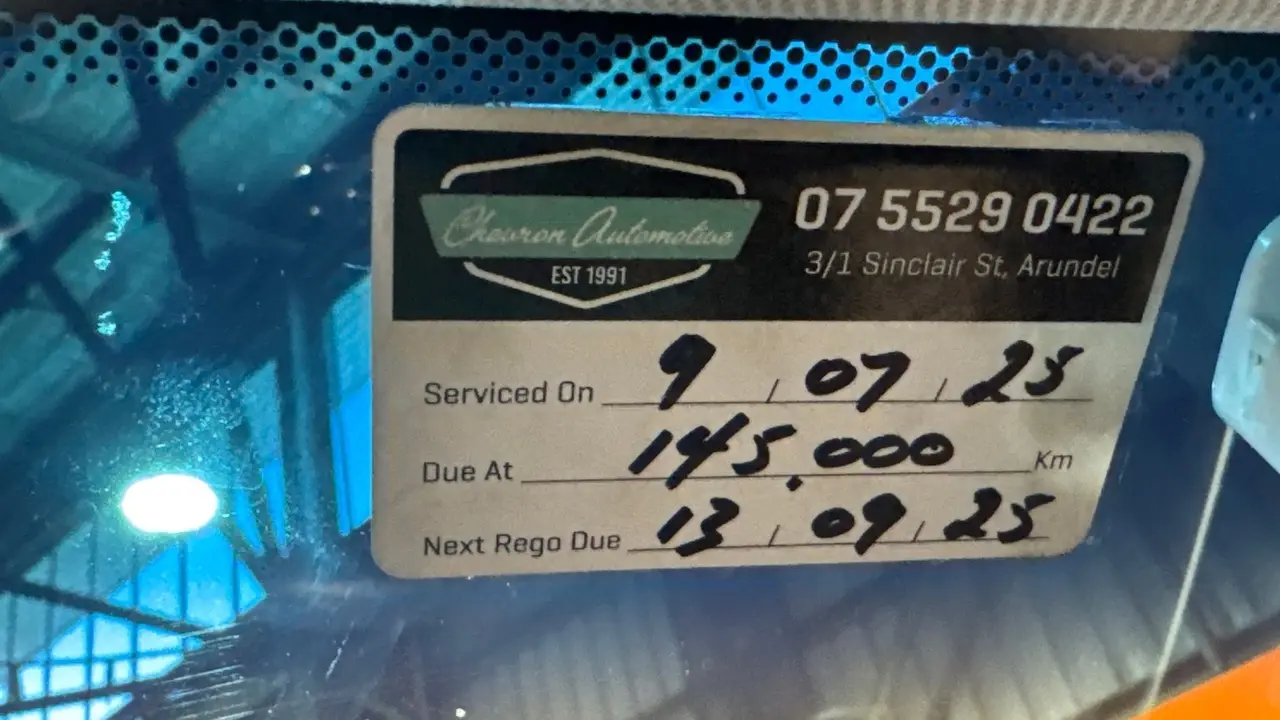 Chevron Automotive
EST 1991
07 5529 0422
3/1 Sinclair St, Arundel
Serviced On 9 / 07 / 25
Due At 145,000 Km
Next Rego Due 13 / 09 / 25